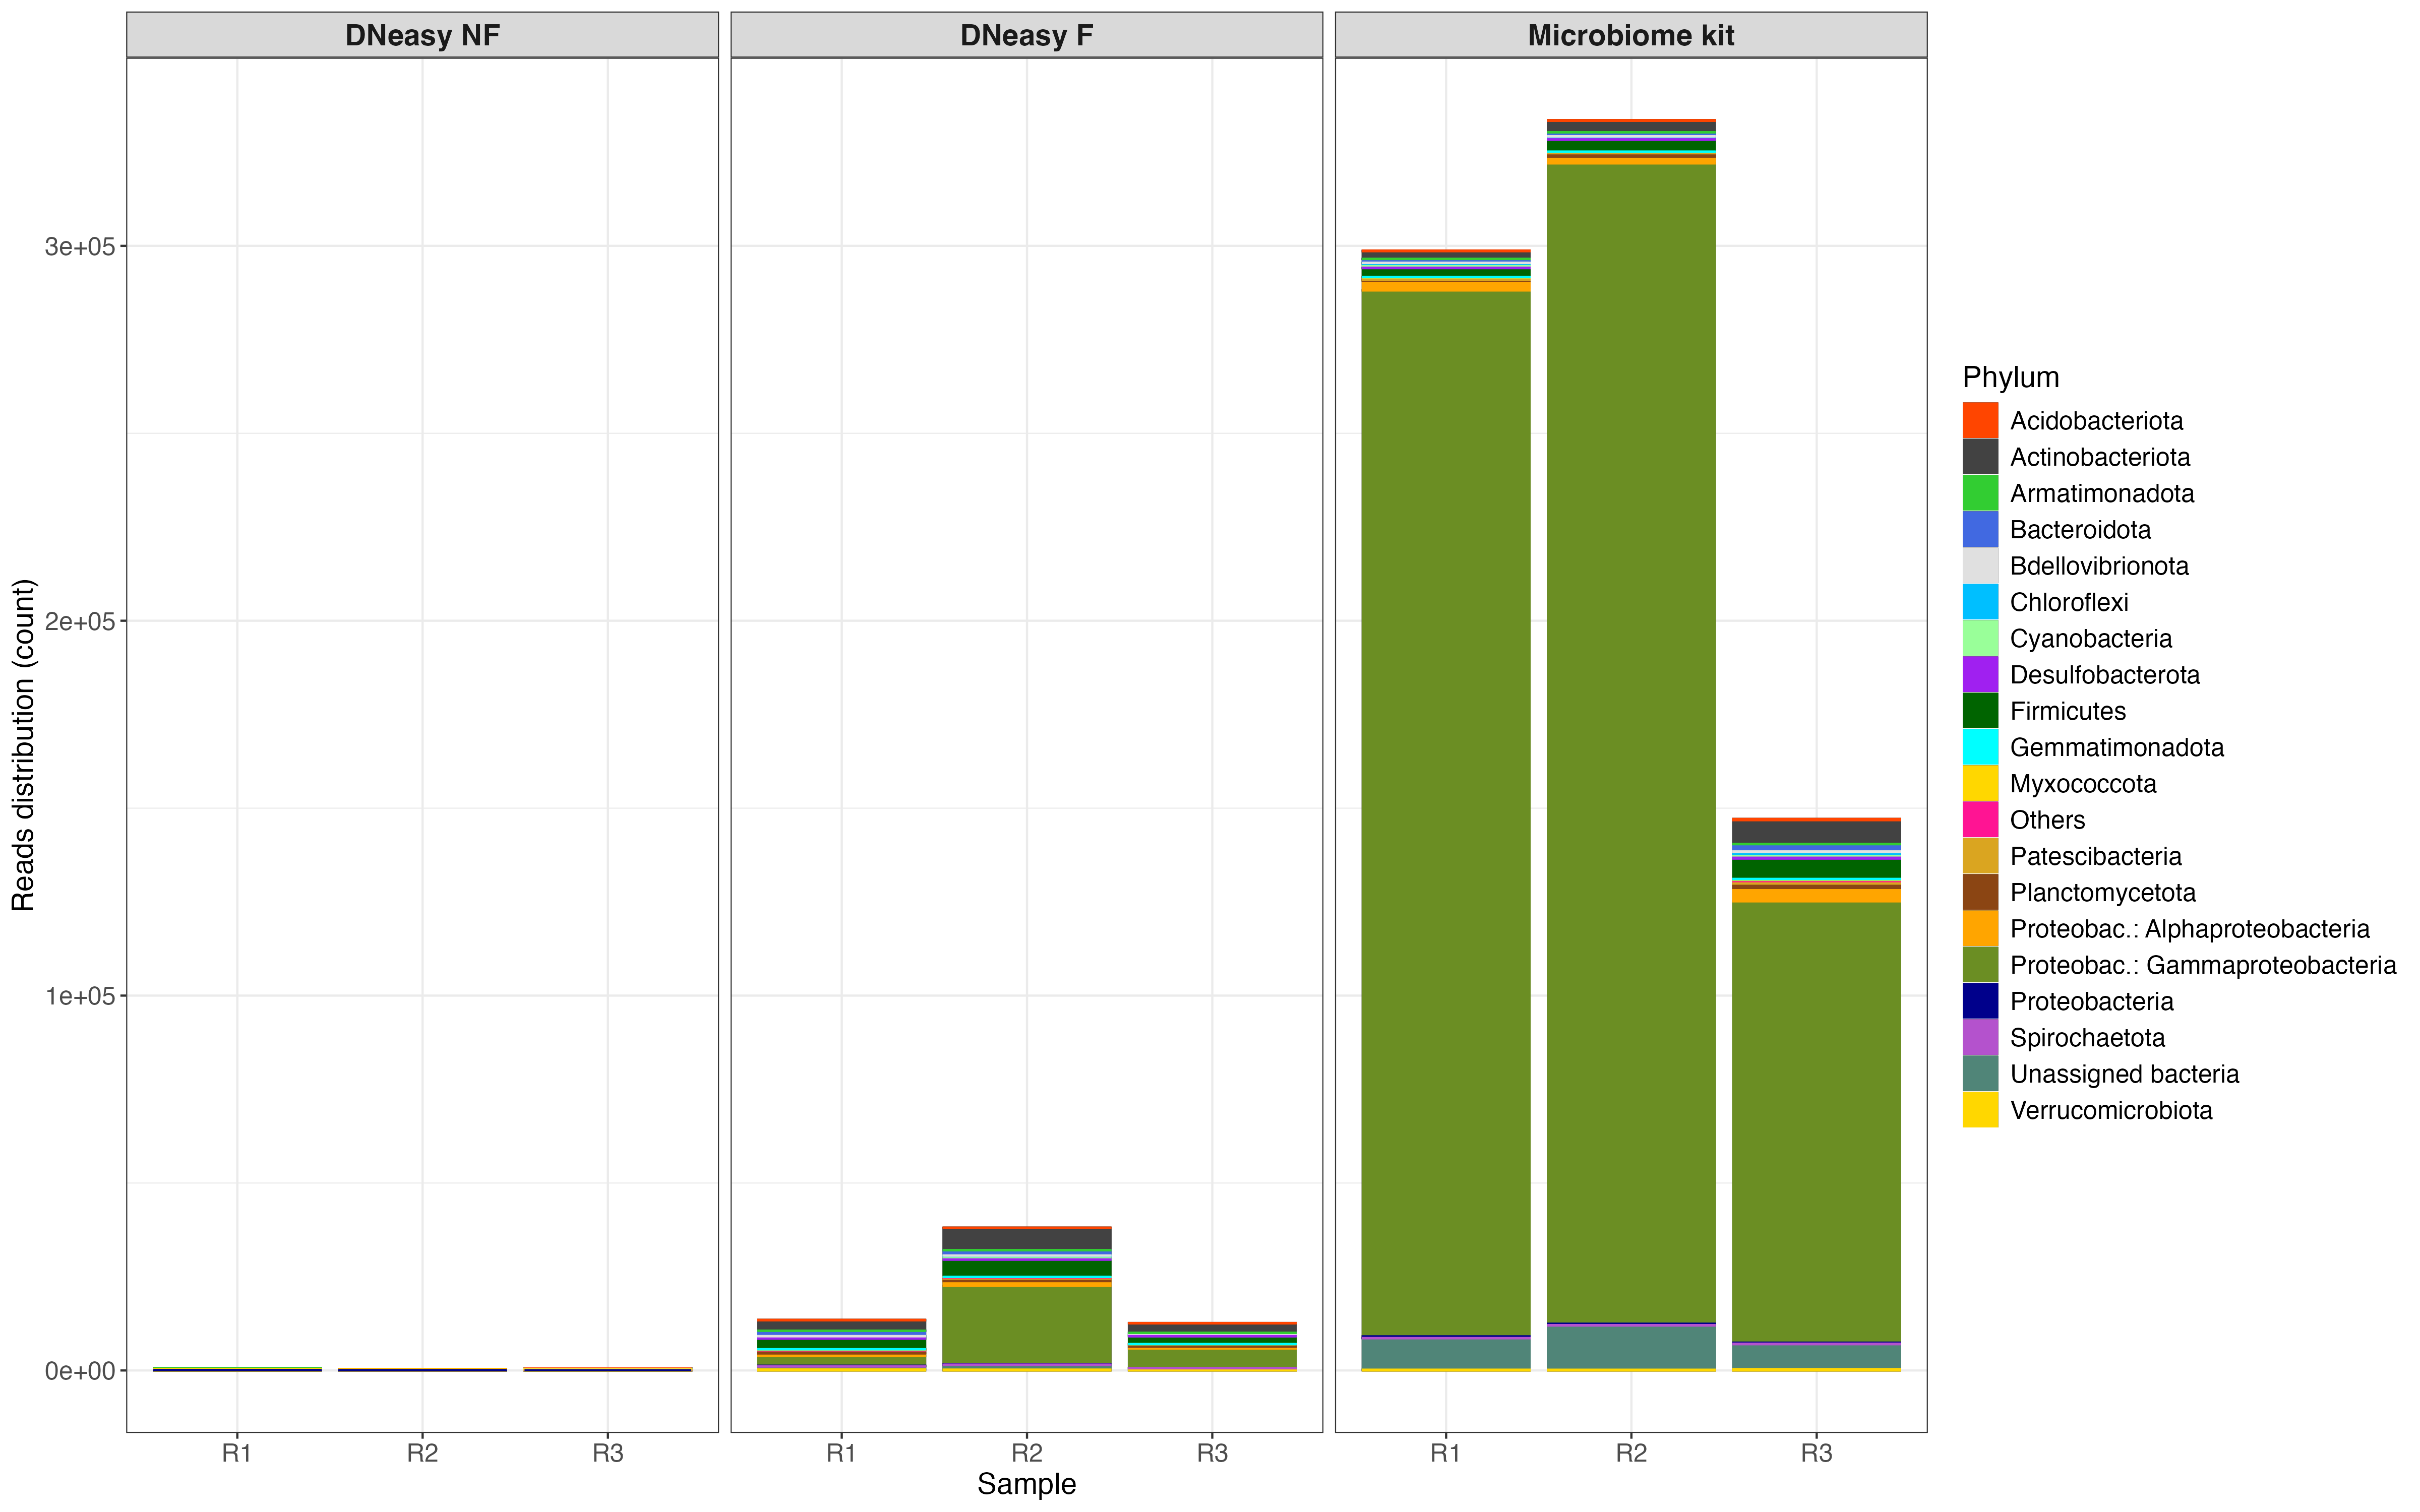 DNeasy NF
DNeasy F
Microbiome kit
3e+05
2e+05
1e+05
0e+00
Reads distribution (count)
R1
R2
R3
R1
R2
R3
R1
R2
R3
Sample
Phylum
Acidobacteriota
Actinobacteriota
Armatimonadota
Bacteroidota
Bdellovibrionota
Chloroflexi
Cyanobacteria
Desulfobacterota
Firmicutes
Gemmatimonadota
Myxococcota
Others
Patescibacteria
Planctomycetota
Proteobac.: Alphaproteobacteria
Proteobac.: Gammaproteobacteria
Proteobacteria
Spirochaetota
Unassigned bacteria
Verrucomicrobiota